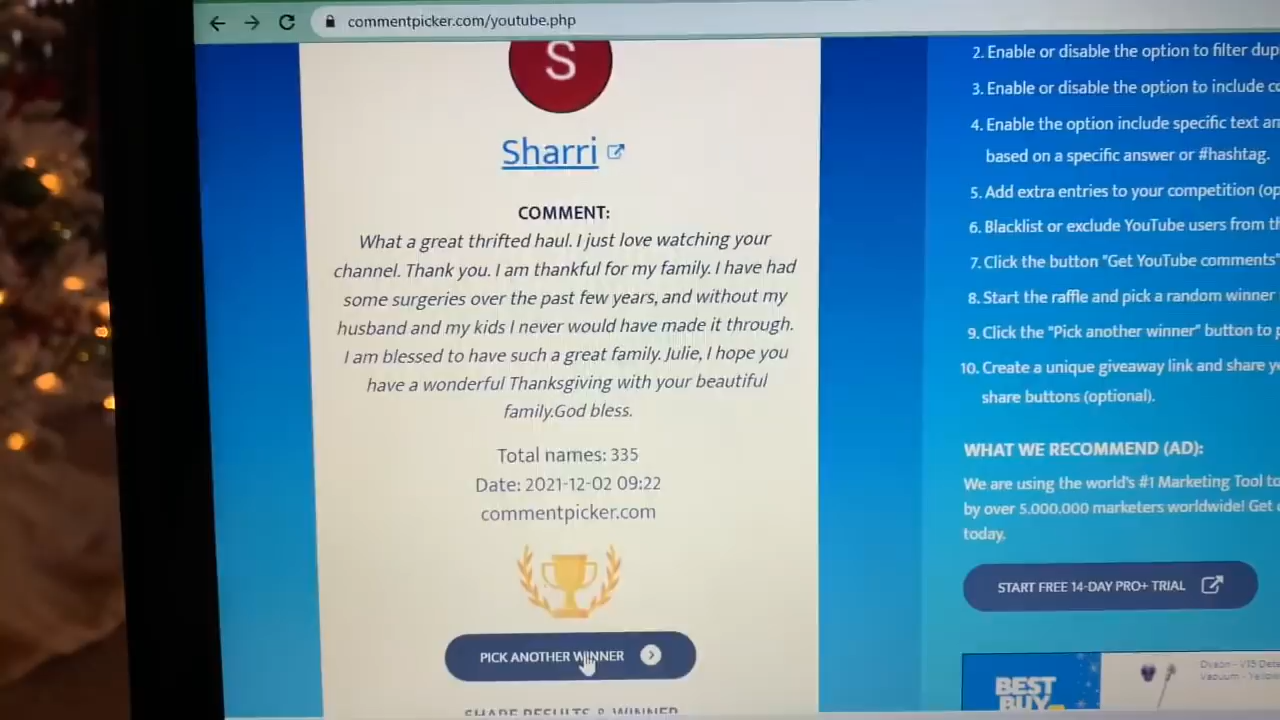 commentpicker.com/youtube.php
S
Sharri
COMMENT:
What a great thrifted haul. I just love watching your
channel. Thank you. I am thankful for my family. I have had
some surgeries over the past few years, and without my
husband and my kids I never would have made it through.
I am blessed to have such a great family. Julie, I hope you
have a wonderful Thanksgiving with your beautiful
family.God bless.
Total names: 335
Date: 2021-12-02 09:22
commentpicker.com
PICK ANOTHER WINNER
SHARE RESULTS & WINNER
2. Enable or disable the option to filter dup
3. Enable or disable the option to include co
4. Enable the option include specific text an
based on a specific answer or #hashtag.
5. Add extra entries to your competition (op
6. Blacklist or exclude YouTube users from th
7. Click the button "Get YouTube comments"
8. Start the raffle and pick a random winner
9. Click the "Pick another winner" button to p
10. Create a unique giveaway link and share y
share buttons (optional).
WHAT WE RECOMMEND (AD):
We are using the world's #1 Marketing Tool to
by over 5.000.000 marketers worldwide! Get
today.
START FREE 14-DAY PRO+ TRIAL
BEST
BUY
Dyson - V15 Dete
Vacuum - Yellow